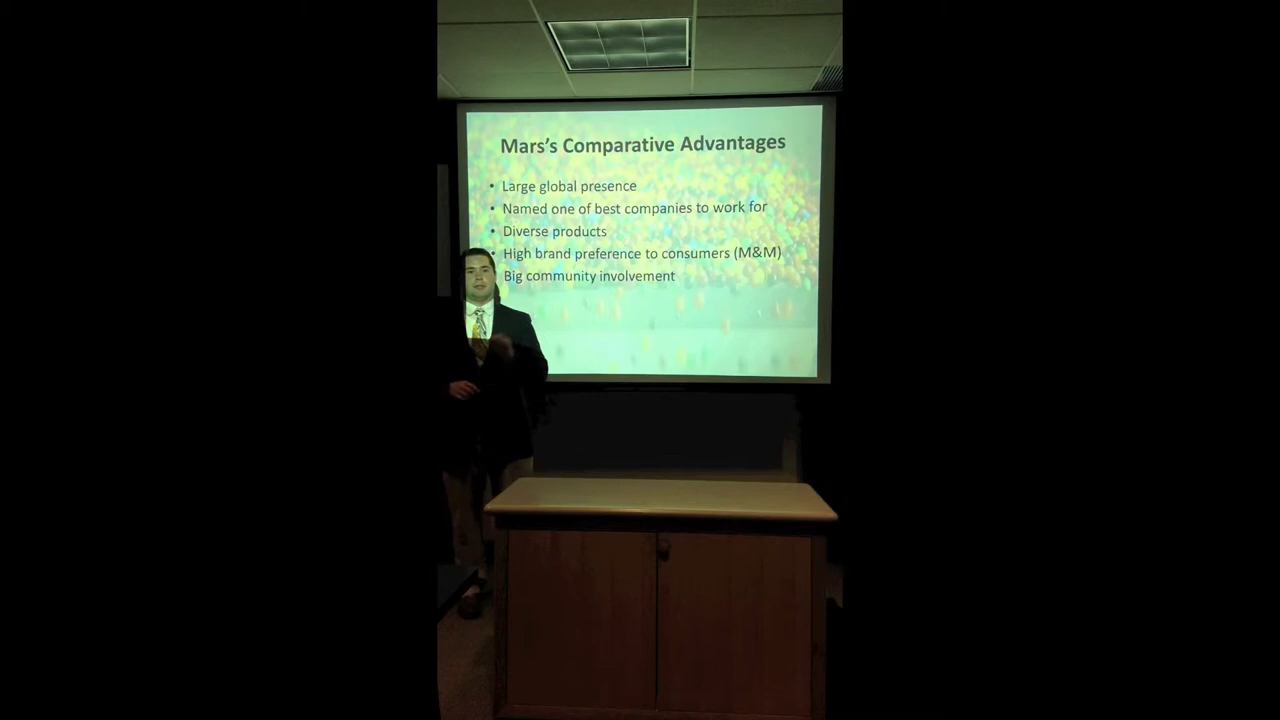 Mars's Comparative Advantages
• Large global presence
• Named one of best companies to work for
• Diverse products
• High brand preference to consumers (M&M)
Big community involvement